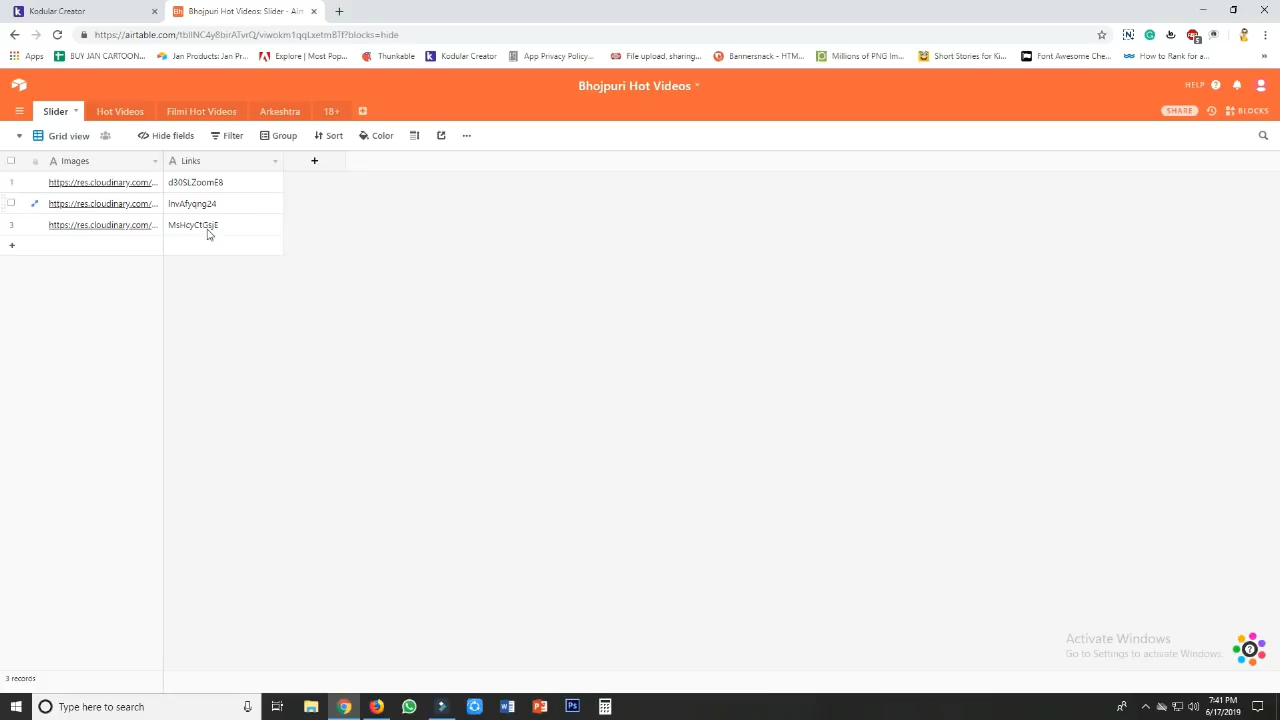 Kodular Creator
Bhojpuri Hot Videos: Slider - Airt
https://airtable.com/tblINC4y8birATvrQ/viwokm1qqLxetm8Tf?blocks=hide
Apps
BUY JAN CARTOON...
Jan Products: Jan Pr...
Explore | Most Pop...
Thunkable
Kodular Creator
App Privacy Policy...
File upload, sharing...
Bannersnack - HTM...
Millions of PNG Im...
Short Stories for Ki...
Font Awesome Che...
How to Rank for a...
»
Bhojpuri Hot Videos
HELP
Slider
Hot Videos
Filmi Hot Videos
Arkeshtra
18+
SHARE
BLOCKS
Grid view
Hide fields
Filter
Group
Sort
Color
Images
Links
1 https://res.cloudinary.com/... d30SLZoomE8
https://res.cloudinary.com/... lnvAfyqng24
3 https://res.cloudinary.com/... MsHcyCtGsjE
3 records
Activate Windows
Go to Settings to activate Windows.
Type here to search
7:41 PM
6/17/2019